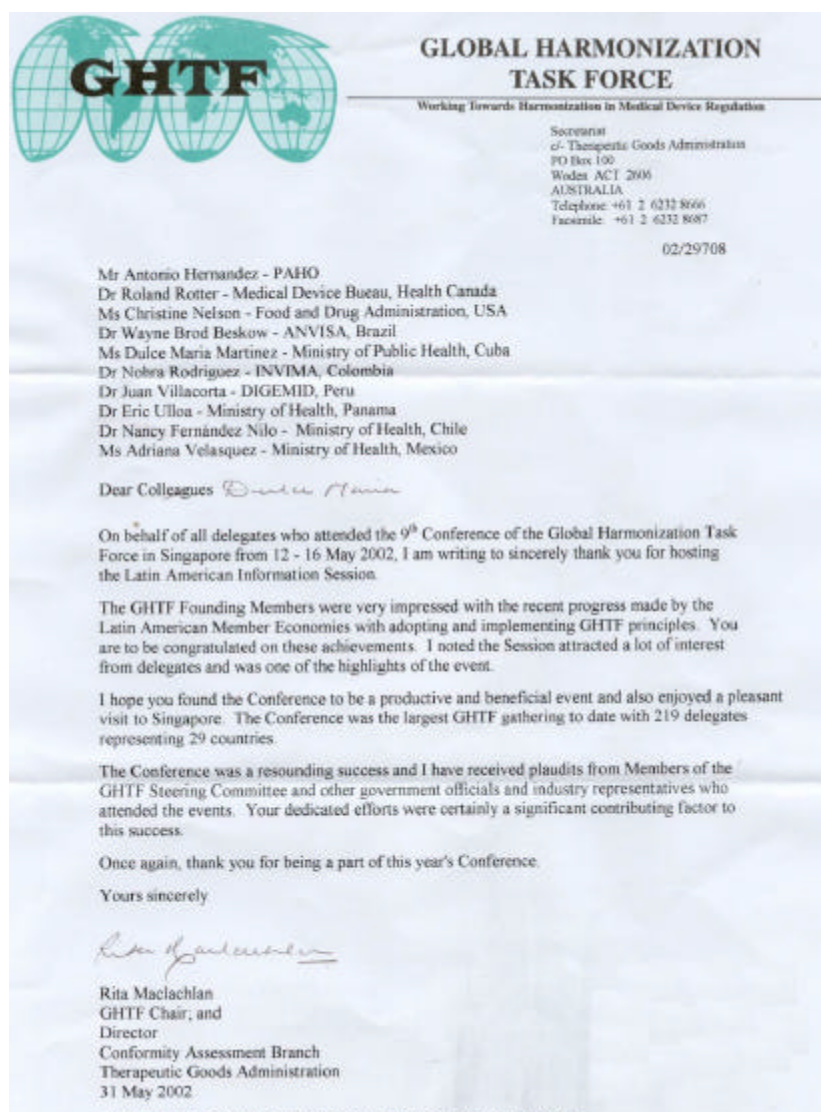 GHTF
GLOBAL HARMONIZATION
TASK FORCE
Working Towards Harmonization in Medical Device Regulation
Secretariat
c/- Therapeutic Goods Administration
PO Box 100
Woden ACT 2606
AUSTRALIA
Telephone +61 2 6232 8666
Facsimile: +61 2 6232 8687
02/29708
Mr Antonio Hernandez - PAHO
Dr Roland Rotter - Medical Device Bueau, Health Canada
Ms Christine Nelson - Food and Drug Administration, USA
Dr Wayne Brod Beskow - ANVISA, Brazil
Ms Dulce Maria Martinez - Ministry of Public Health, Cuba
Dr Nohra Rodriguez - INVIMA, Colombia
Dr Juan Villacorta - DIGEMID, Peru
Dr Eric Ulloa - Ministry of Health, Panama
Dr Nancy Fernández Nilo - Ministry of Health, Chile
Ms Adriana Velasquez - Ministry of Health, Mexico
Dear Colleagues Dulce Maria
On behalf of all delegates who attended the 9th Conference of the Global Harmonization Task
Force in Singapore from 12 - 16 May 2002, I am writing to sincerely thank you for hosting
the Latin American Information Session.
The GHTF Founding Members were very impressed with the recent progress made by the
Latin American Member Economies with adopting and implementing GHTF principles. You
are to be congratulated on these achievements. I noted the Session attracted a lot of interest
from delegates and was one of the highlights of the event.
I hope you found the Conference to be a productive and beneficial event and also enjoyed a pleasant
visit to Singapore. The Conference was the largest GHTF gathering to date with 219 delegates
representing 29 countries.
The Conference was a resounding success and I have received plaudits from Members of the
GHTF Steering Committee and other government officials and industry representatives who
attended the events. Your dedicated efforts were certainly a significant contributing factor to
this success.
Once again, thank you for being a part of this year's Conference.
Yours sincerely
Rita Maclachlan
GHTF Chair; and
Director
Conformity Assessment Branch
Therapeutic Goods Administration
31 May 2002